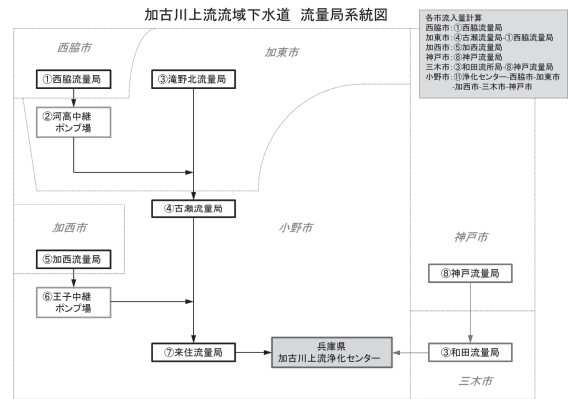 加古川上流流域下水道 流量局系統図
各市流入量計算
西脇市：①西脇流量局
加東市：④古瀬流量局-①西脇流量局
加西市：⑤加西流量局
神戸市：⑧神戸流量局
三木市：③和田流所局-⑧神戸流量局
小野市：⑪浄化センター-西脇市-加東市
-加西市-三木市-神戸市
西脇市
加東市
①西脇流量局
③滝野北流量局
②河高中継
ポンプ場
④古瀬流量局
加西市
小野市
神戸市
⑤加西流量局
⑧神戸流量局
⑥王子中継
ポンプ場
⑦来住流量局
兵庫県
加古川上流浄化センター
③和田流量局
三木市